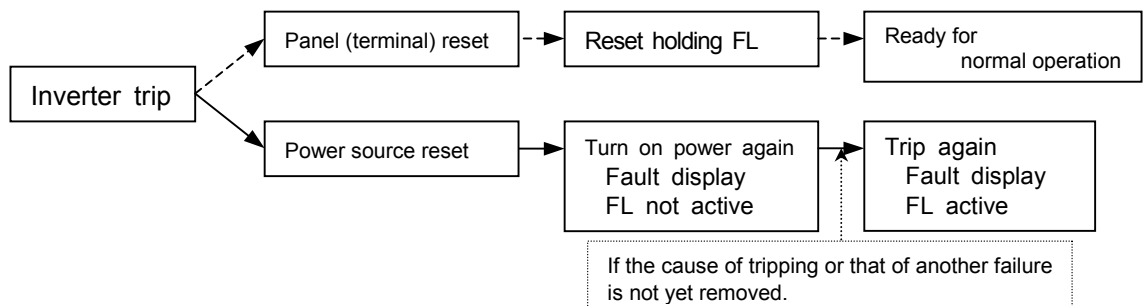 Inverter trip
Panel (terminal) reset
Reset holding FL
Ready for
normal operation
Power source reset
Turn on power again
Fault display
FL not active
Trip again
Fault display
FL active
If the cause of tripping or that of another failure
is not yet removed.